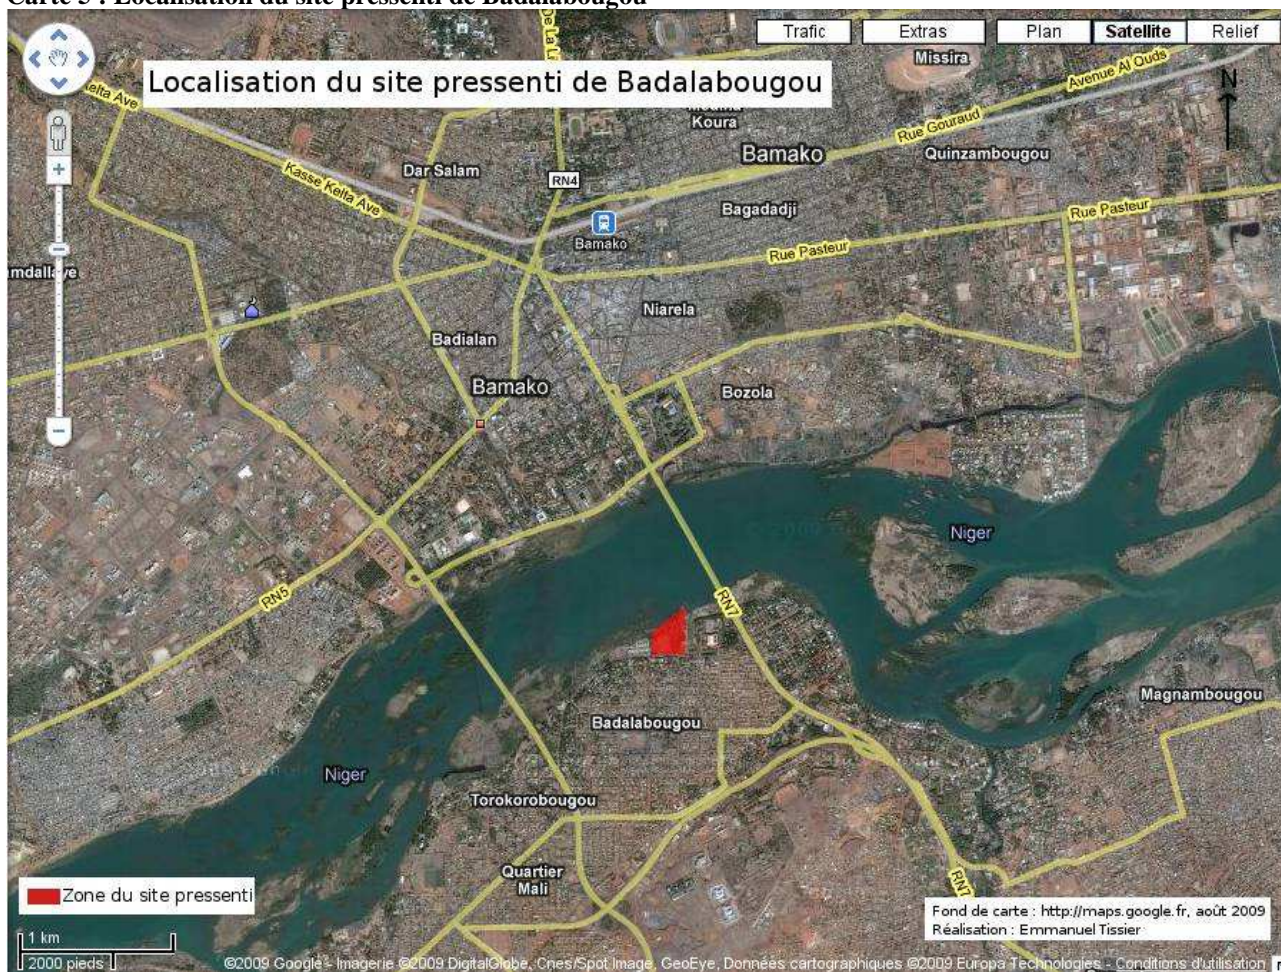 Carte 5 : Localisation du site pressenti de Badalabougou
Trafic
Extras
Plan
Satellite
Relief
Localisation du site pressenti de Badalabougou
Missira
Avenue Al Quds
N
Koura
Rue Gouraud
Bamako
Quinzambougou
Dar Salam
Kasse Keïta Ave
RN4
Bagadadji
Rue Pasteur
Bamako
Rue Pasteur
Niarela
Badialan
Bamako
Bozola
Niger
RN5
RN7
Magnambougou
Badalabougou
Niger
Torokorobougou
Quartier
Mali
RN7
Zone du site pressenti
Fond de carte : http://maps.google.fr, août 2009
Réalisation : Emmanuel Tissier
1 km
2000 pieds
©2009 Google - Imagerie ©2009 DigitalGlobe, Cnes/Spot Image, GeoEye, Données cartographiques ©2009 Europa Technologies - Conditions d'utilisation